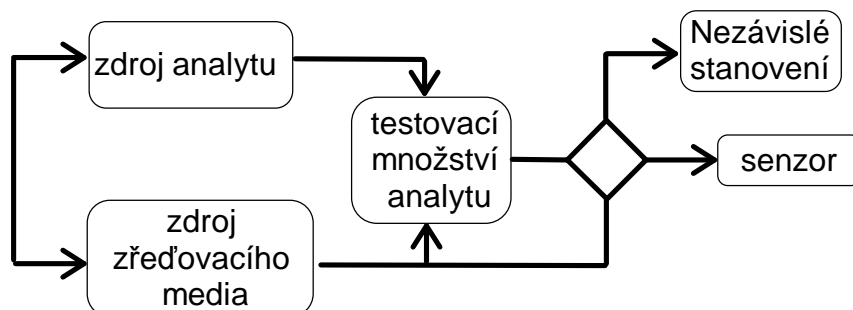 zdroj analytu
testovací
množství
analytu
Nezávislé
stanovení
senzor
zdroj
zřeďovacího
media